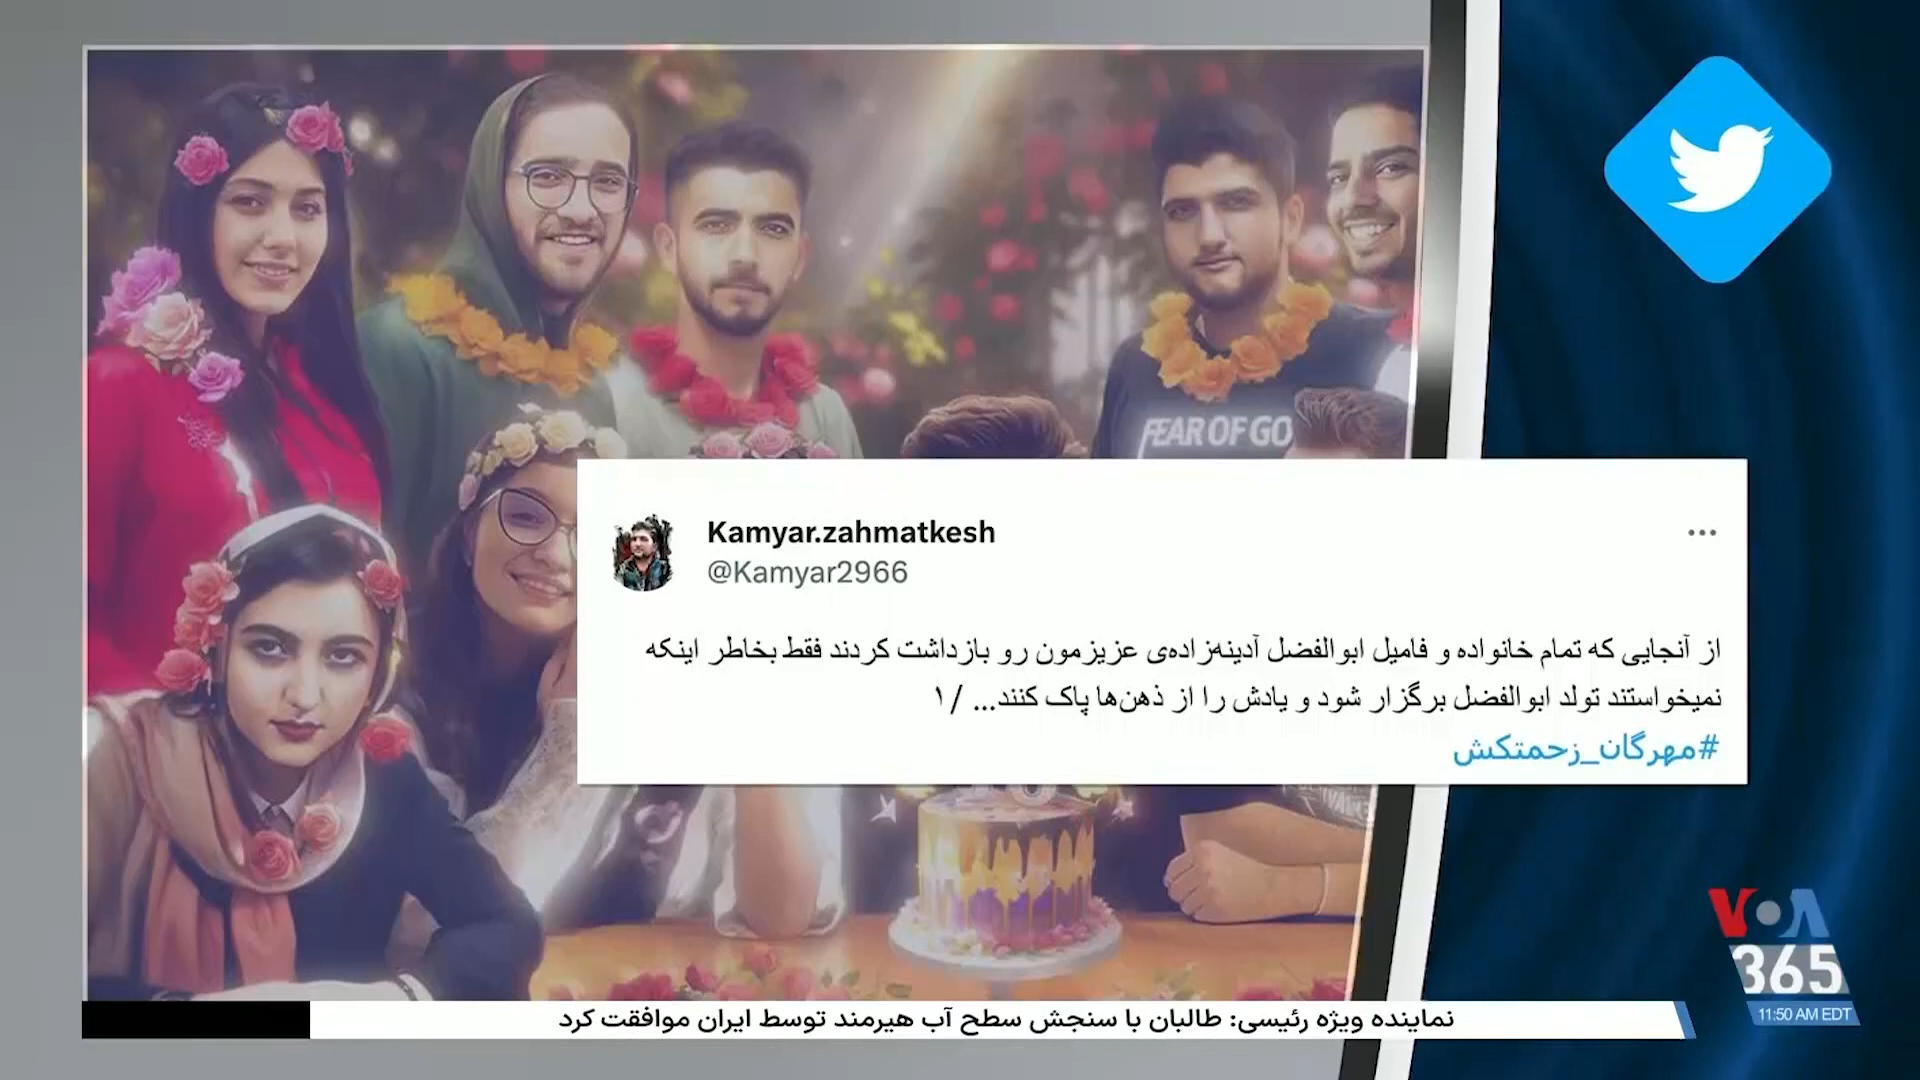 FEAR OF GO
Kamyar.zahmatkesh
@Kamyar2966
از آنجایی که تمام خانواده و فامیل ابوالفضل آدینه‌زاده‌ی عزیزمون رو بازداشت کردند فقط بخاطر اینکه
نمیخواستند تولد ابوالفضل برگزار شود و یادش را از ذهن‌ها پاک کنند... /۱
#مهرگان_زحمتکش
VOA
365
11:50 AM EDT
نماینده ویژه رئیسی: طالبان با سنجش سطح آب هیرمند توسط ایران موافقت کرد